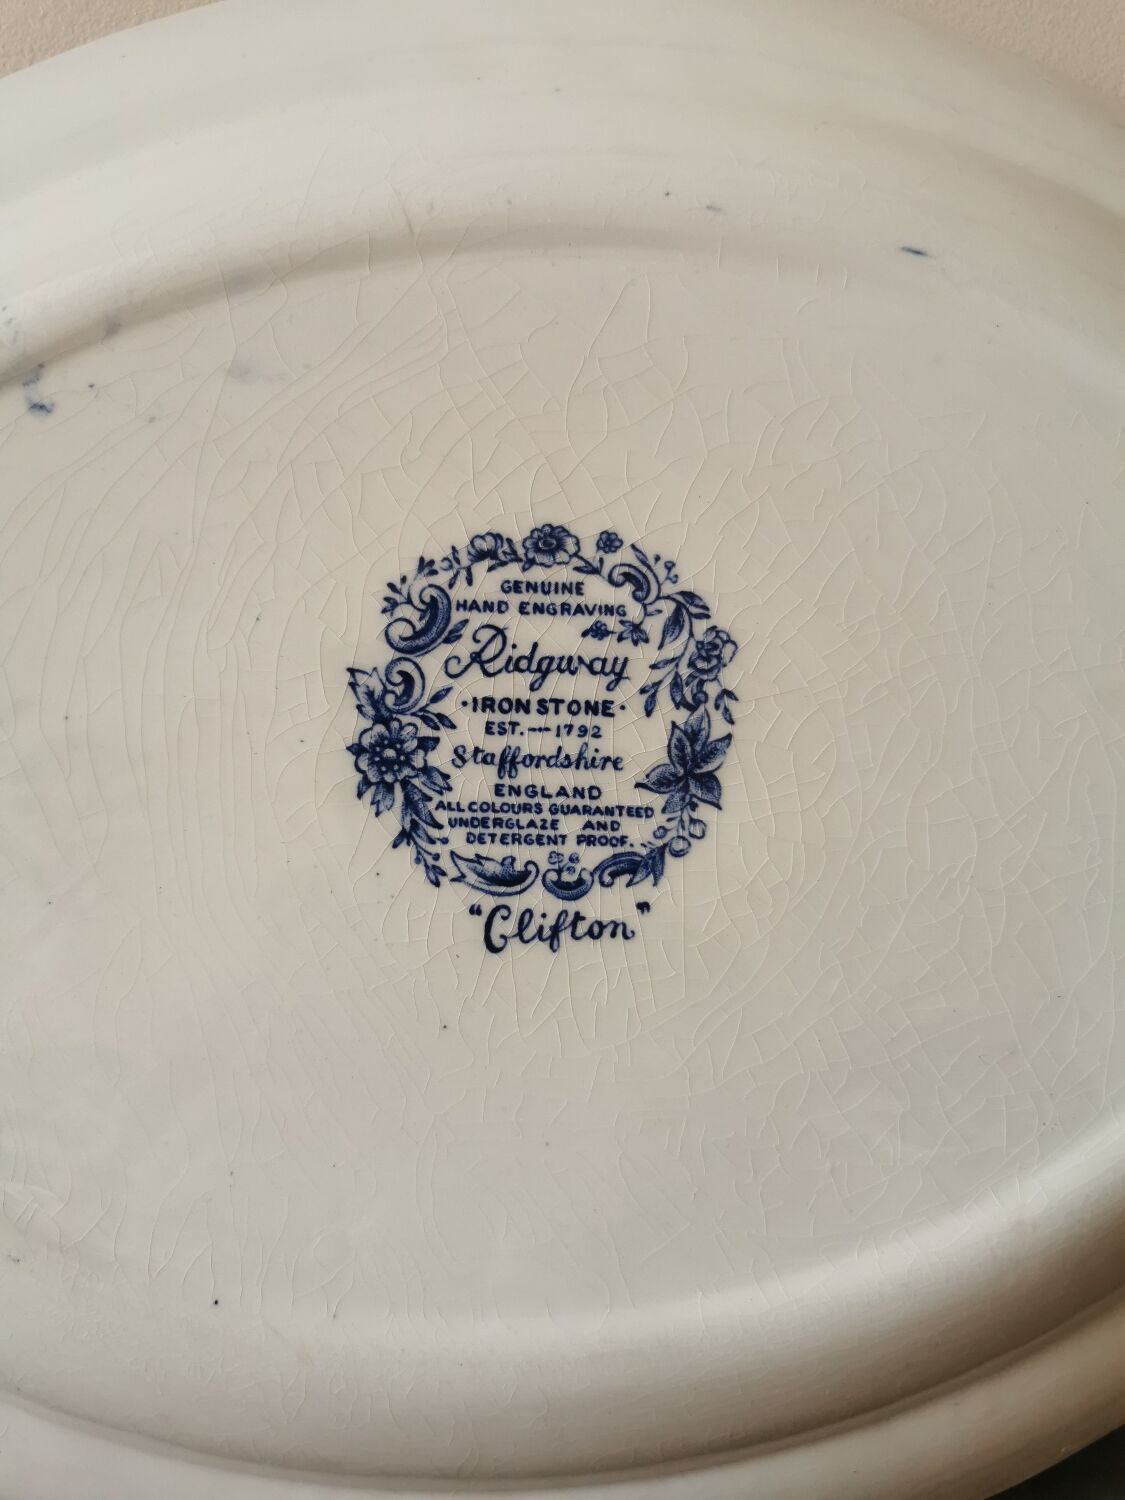 GENUINE
HAND ENGRAVING
Ridgway
·IRONSTONE·
EST.—1792
Staffordshire
ENGLAND
ALL COLOURS GUARANTEED
UNDERGLAZE AND
DETERGENT PROOF.
"Clifton"